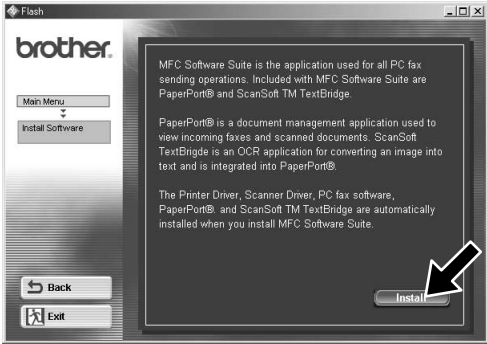 Flash
brother.
Main Menu
Install Software
MFC Software Suite is the application used for all PC fax
sending operations. Included with MFC Software Suite are
PaperPort® and ScanSoft TM TextBridge.
PaperPort® is a document management application used to
view incoming faxes and scanned documents. ScanSoft
TextBrigde is an OCR application for converting an image into
text and is integrated into PaperPort®.
The Printer Driver, Scanner Driver, PC fax software,
PaperPort®. and ScanSoft TM TextBridge are automatically
installed when you install MFC Software Suite.
Install
Back
Exit